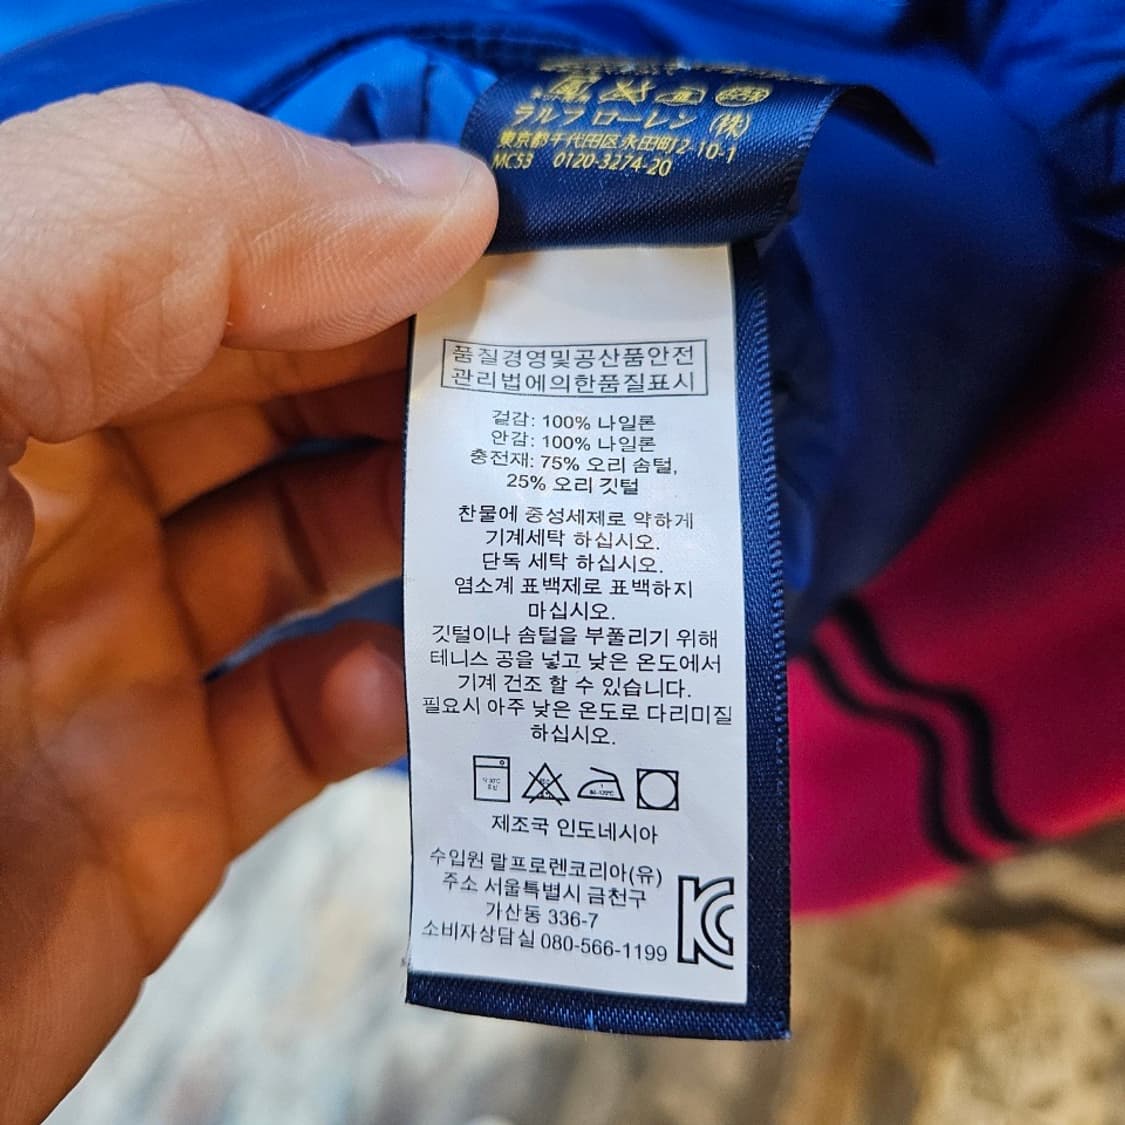 ラルフ ローレン (株)
東京都千代田区永田町2-10-1
MC53 0120-3274-20
품질경영및공산품안전
관리법에의한품질표시
겉감: 100% 나일론
안감: 100% 나일론
충전재: 75% 오리 솜털,
25% 오리 깃털
찬물에 중성세제로 약하게
기계세탁 하십시오.
단독 세탁 하십시오.
염소계 표백제로 표백하지
마십시오.
깃털이나 솜털을 부풀리기 위해
테니스 공을 넣고 낮은 온도에서
기계 건조 할 수 있습니다.
필요시 아주 낮은 온도로 다리미질
하십시오.
제조국 인도네시아
수입원 랄프로렌코리아(유)
주소 서울특별시 금천구
가산동 336-7
소비자상담실 080-566-1199
KC